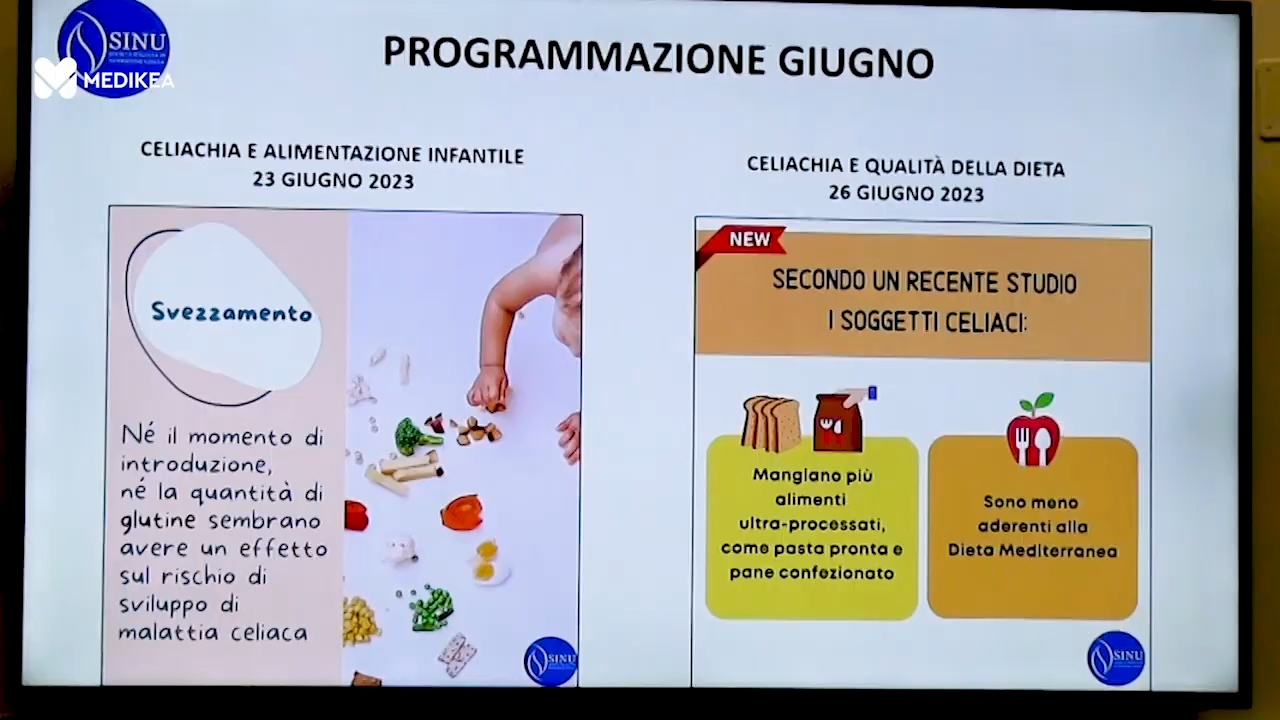 SINU
MEDIKEA
PROGRAMMAZIONE GIUGNO
CELIACHIA E ALIMENTAZIONE INFANTILE
23 GIUGNO 2023
Svezzamento
Né il momento di
introduzione,
né la quantità di
glutine sembrano
avere un effetto
sul rischio di
sviluppo di
malattia celiaca
SINU
CELIACHIA E QUALITÀ DELLA DIETA
26 GIUGNO 2023
NEW
SECONDO UN RECENTE STUDIO
I SOGGETTI CELIACI:
Mangiano più
alimenti
ultra-processati,
come pasta pronta e
pane confezionato
Sono meno
aderenti alla
Dieta Mediterranea
SINU